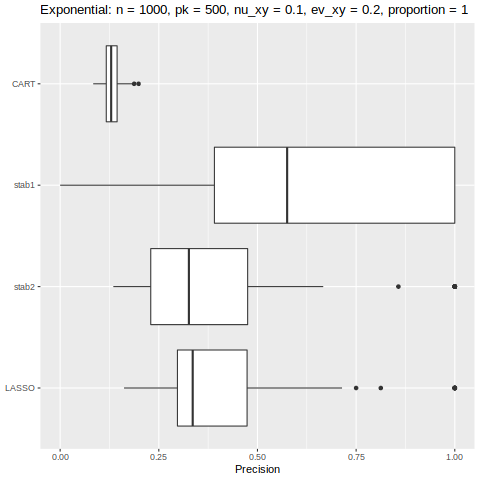 Exponential: n = 1000, pk = 500, nu_xy = 0.1, ev_xy = 0.2, proportion = 1
CART
stab1
stab2
LASSO
0.00 0.25 0.50 0.75 1.00
Precision